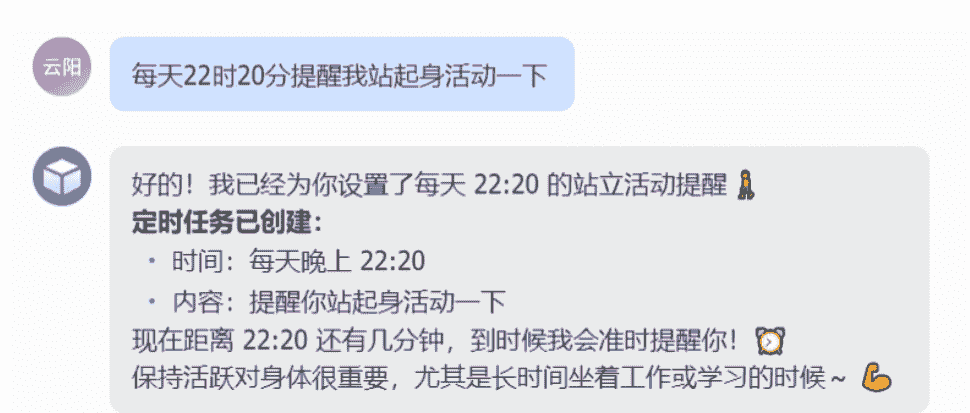 云阳
每天22时20分提醒我站起身活动一下
好的！我已经为你设置了每天 22:20 的站立活动提醒
定时任务已创建：
• 时间：每天晚上 22:20
• 内容：提醒你站起身活动一下
现在距离 22:20 还有几分钟，到时候我会准时提醒你！⏰
保持活跃对身体很重要，尤其是长时间坐着工作或学习的时候~ 💪